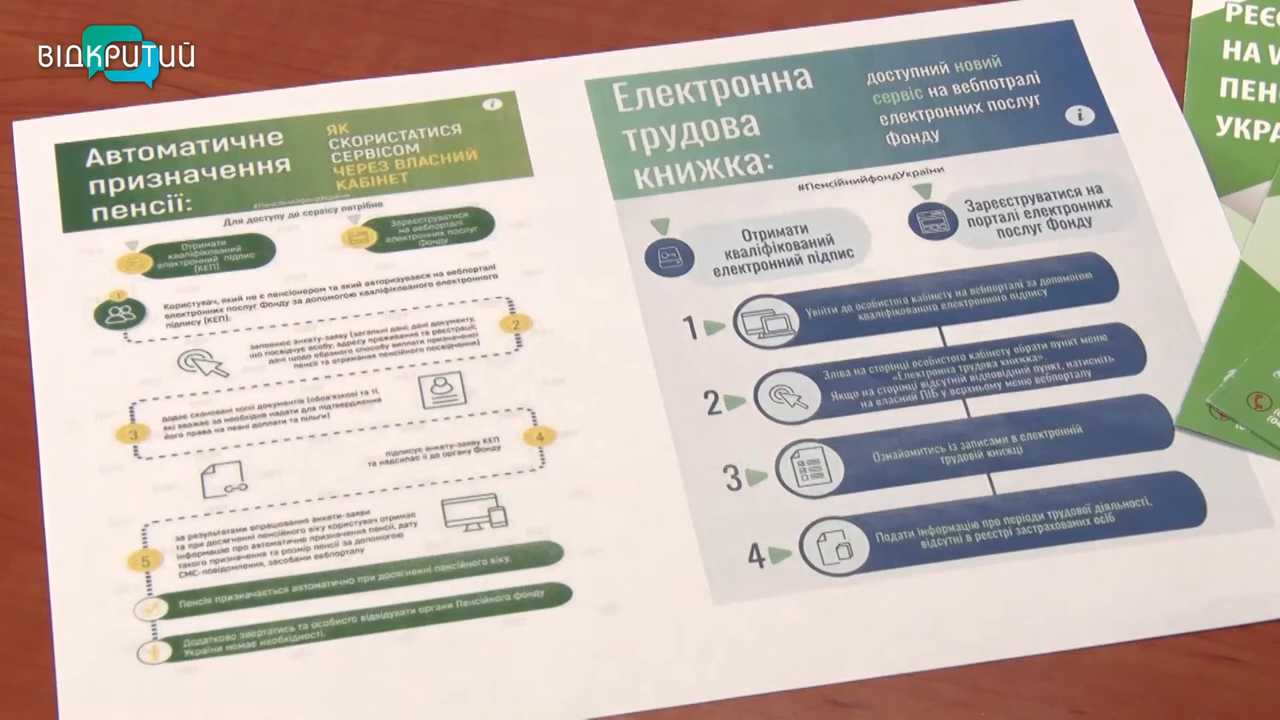 ВІДКРИТИЙ
Автоматичне
призначення
пенсії:
ЯК
СКОРИСТАТИСЯ
СЕРВІСОМ
ЧЕРЕЗ ВЛАСНИЙ
КАБІНЕТ
#Пенсійнийфондукраїни
Для доступу до сервісу потрібно
Отримати
кваліфікований
електронний підпис
[КЕП]
Зареєструватися
на вебпорталі
електронних послуг
Фонду
1
Користувач, який не є пенсіонером та який авторизувався на вебпорталі
електронних послуг Фонду за допомогою кваліфікованого електронного
підпису [КЕП]:
2
заповнює анкету-заяву [загальні дані; дані документу,
що посвідчує особу; адресу проживання та реєстрації;
дані щодо обраного способу виплати призначеної
пенсії та отримання пенсійного посвідчення]
3
додає скановані копії документів [обов'язкові та ті,
які вважає за необхідне надати для підтвердження
його права на певні доплати та пільги]
4
підписує анкету-заяву КЕП
та надсилає її до органу Фонду
5
за результатами опрацювання анкети-заяви
та при досягненні пенсійного віку користувач отримає
інформацію про автоматичне призначення пенсії, дату
такого призначення та розмір пенсії за допомогою
СМС-повідомлення, засобами вебпорталу
Пенсія призначається автоматично при досягненні пенсійного віку.
Додатково звертатись та особисто відвідувати органи Пенсійного фонду
України немає необхідності.
Електронна
трудова
книжка:
доступний новий
сервіс на вебпотралі
електронних послуг
Фонду
i
#ПенсійнийфондУкраїни
Отримати
кваліфікований
електронний підпис
Зареєструватися на
порталі електронних
послуг Фонду
1
Увійти до особистого кабінету на вебпорталі за допомогою
кваліфікованого електронного підпису
2
Зліва на сторінці особистого кабінету обрати пункт меню
«Електронна трудова книжка».
Якщо на сторінці відсутній відповідний пункт, натисніть
на власний ПІБ у верхньому меню вебпорталу
3
Ознайомитись із записами в електронній
трудовій книжці
4
Подати інформацію про періоди трудової діяльності,
відсутні в реєстрі застрахованих осіб
НА
УКРА